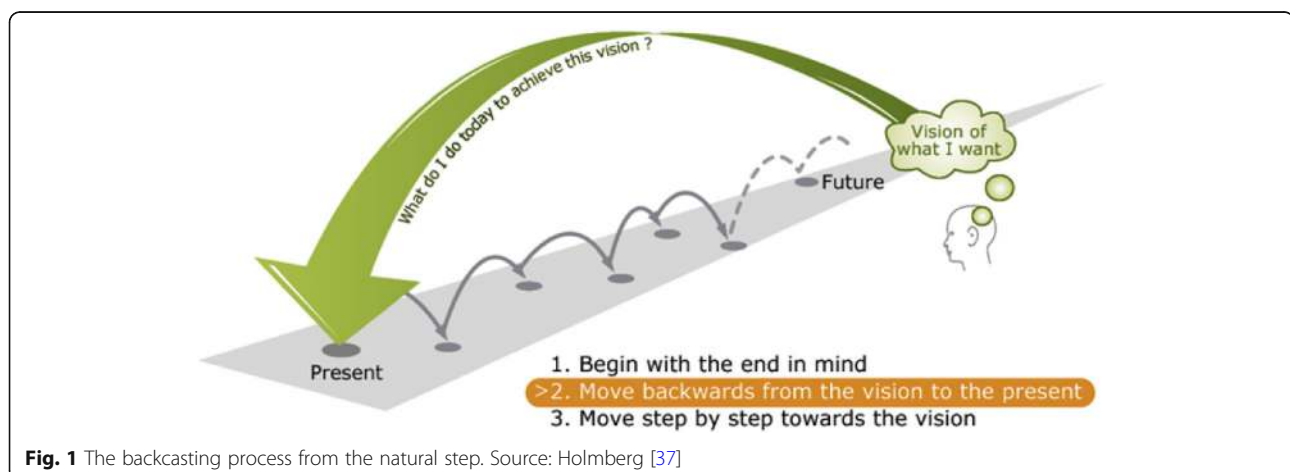 What do I do today to achieve this vision ?
Vision of
what I want
Future
Present
1. Begin with the end in mind
>2. Move backwards from the vision to the present
3. Move step by step towards the vision
Fig. 1 The backcasting process from the natural step. Source: Holmberg [37]